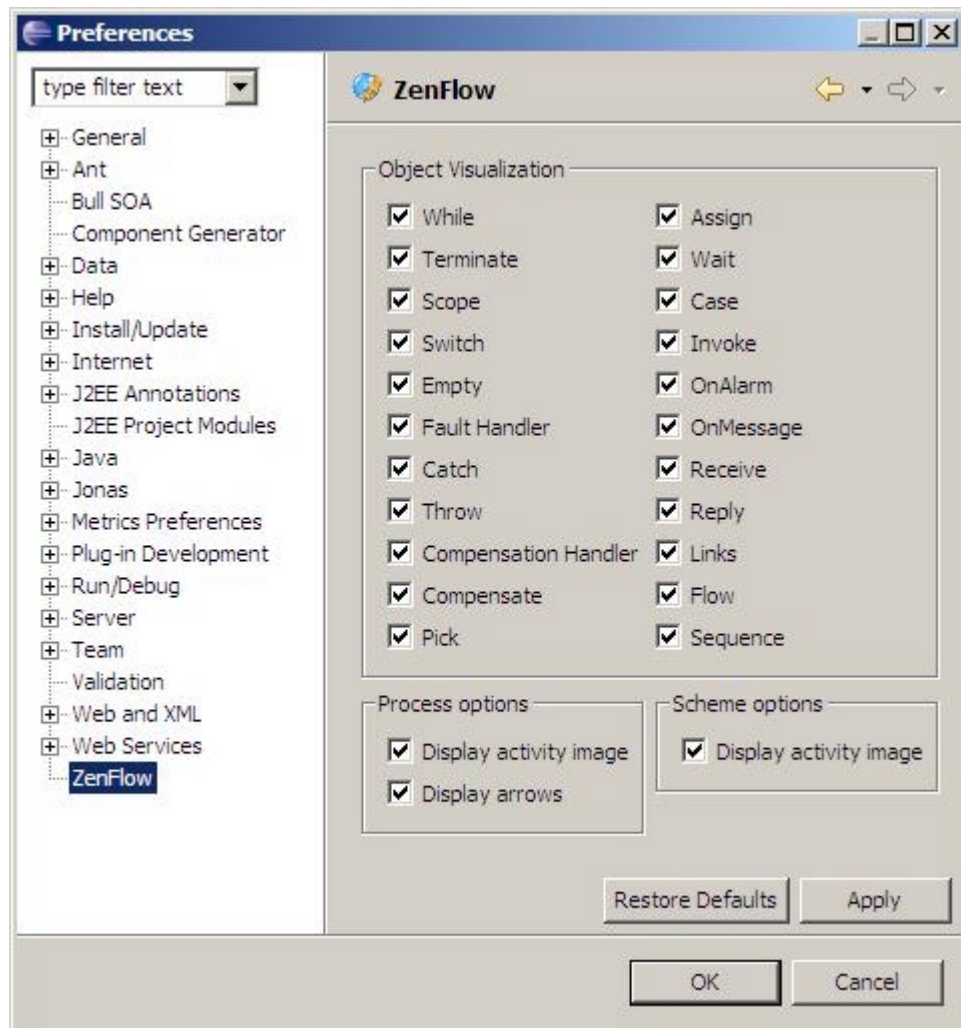 Preferences
type filter text
General
Ant
Bull SOA
Component Generator
Data
Help
Install/Update
Internet
J2EE Annotations
J2EE Project Modules
Java
Jonas
Metrics Preferences
Plug-in Development
Run/Debug
Server
Team
Validation
Web and XML
Web Services
ZenFlow
ZenFlow
Object Visualization
While
Assign
Terminate
Wait
Scope
Case
Switch
Invoke
Empty
OnAlarm
Fault Handler
OnMessage
Catch
Receive
Throw
Reply
Compensation Handler
Links
Compensate
Flow
Pick
Sequence
Process options
Display activity image
Display arrows
Scheme options
Display activity image
Restore Defaults
Apply
OK
Cancel